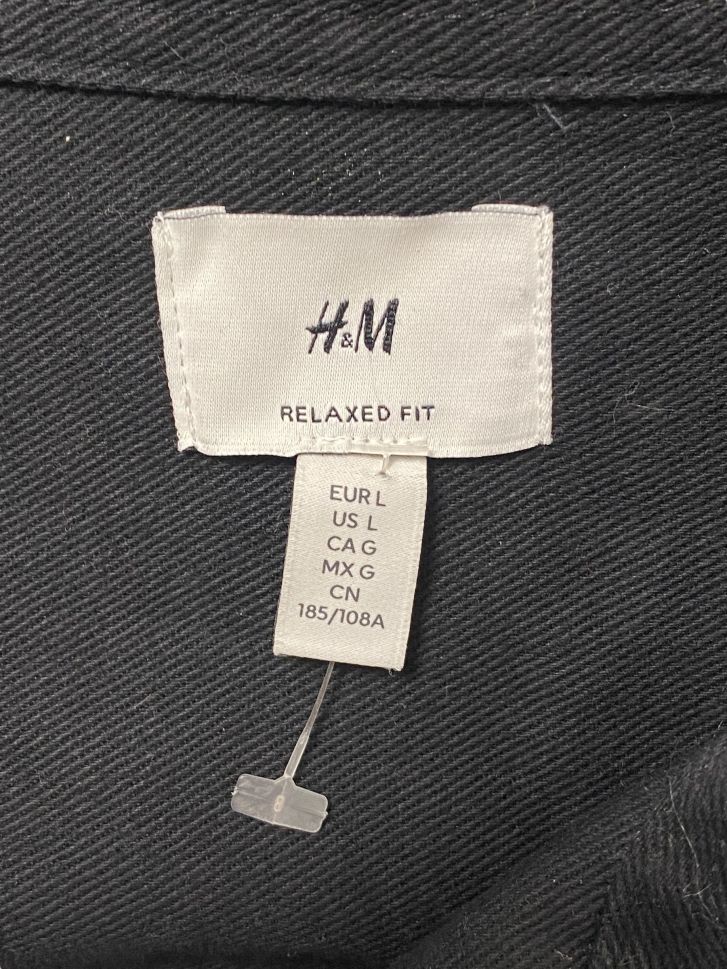 H&M
RELAXED FIT
EUR L
US L
CA G
MX G
CN
185/108A